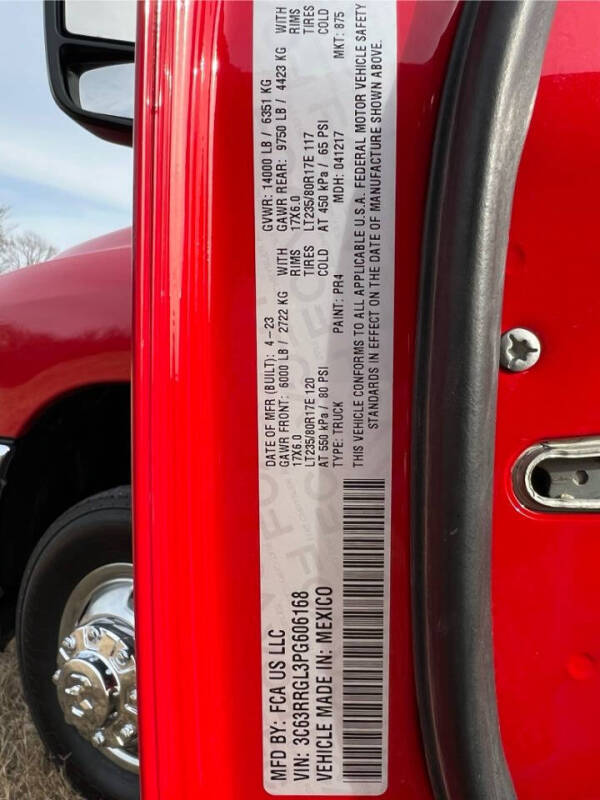 MFD BY: FCA US LLC
VIN: 3C63RRGL3PG606168
VEHICLE MADE IN: MEXICO
DATE OF MFR (BUILT): 4-23 GVWR: 14000 LB / 6351 KG
GAWR FRONT: 6000 LB / 2722 KG WITH GAWR REAR: 9750 LB / 4423 KG WITH
17X6.0 RIMS 17X6.0 RIMS
LT235/80R17E 120 TIRES LT235/80R17E 117 TIRES
AT 550 kPa / 80 PSI COLD AT 450 kPa / 65 PSI COLD
TYPE: TRUCK PAINT: PR4 MDH: 041217 MKT: 875
THIS VEHICLE CONFORMS TO ALL APPLICABLE U.S.A. FEDERAL MOTOR VEHICLE SAFETY
STANDARDS IN EFFECT ON THE DATE OF MANUFACTURE SHOWN ABOVE.